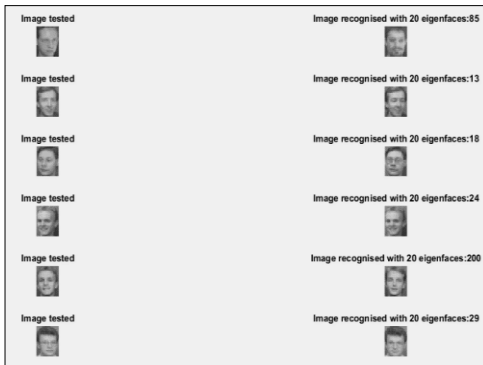 Image tested Image recognised with 20 eigenfaces:85
Image tested Image recognised with 20 eigenfaces:13
Image tested Image recognised with 20 eigenfaces:18
Image tested Image recognised with 20 eigenfaces:24
Image tested Image recognised with 20 eigenfaces:200
Image tested Image recognised with 20 eigenfaces:29